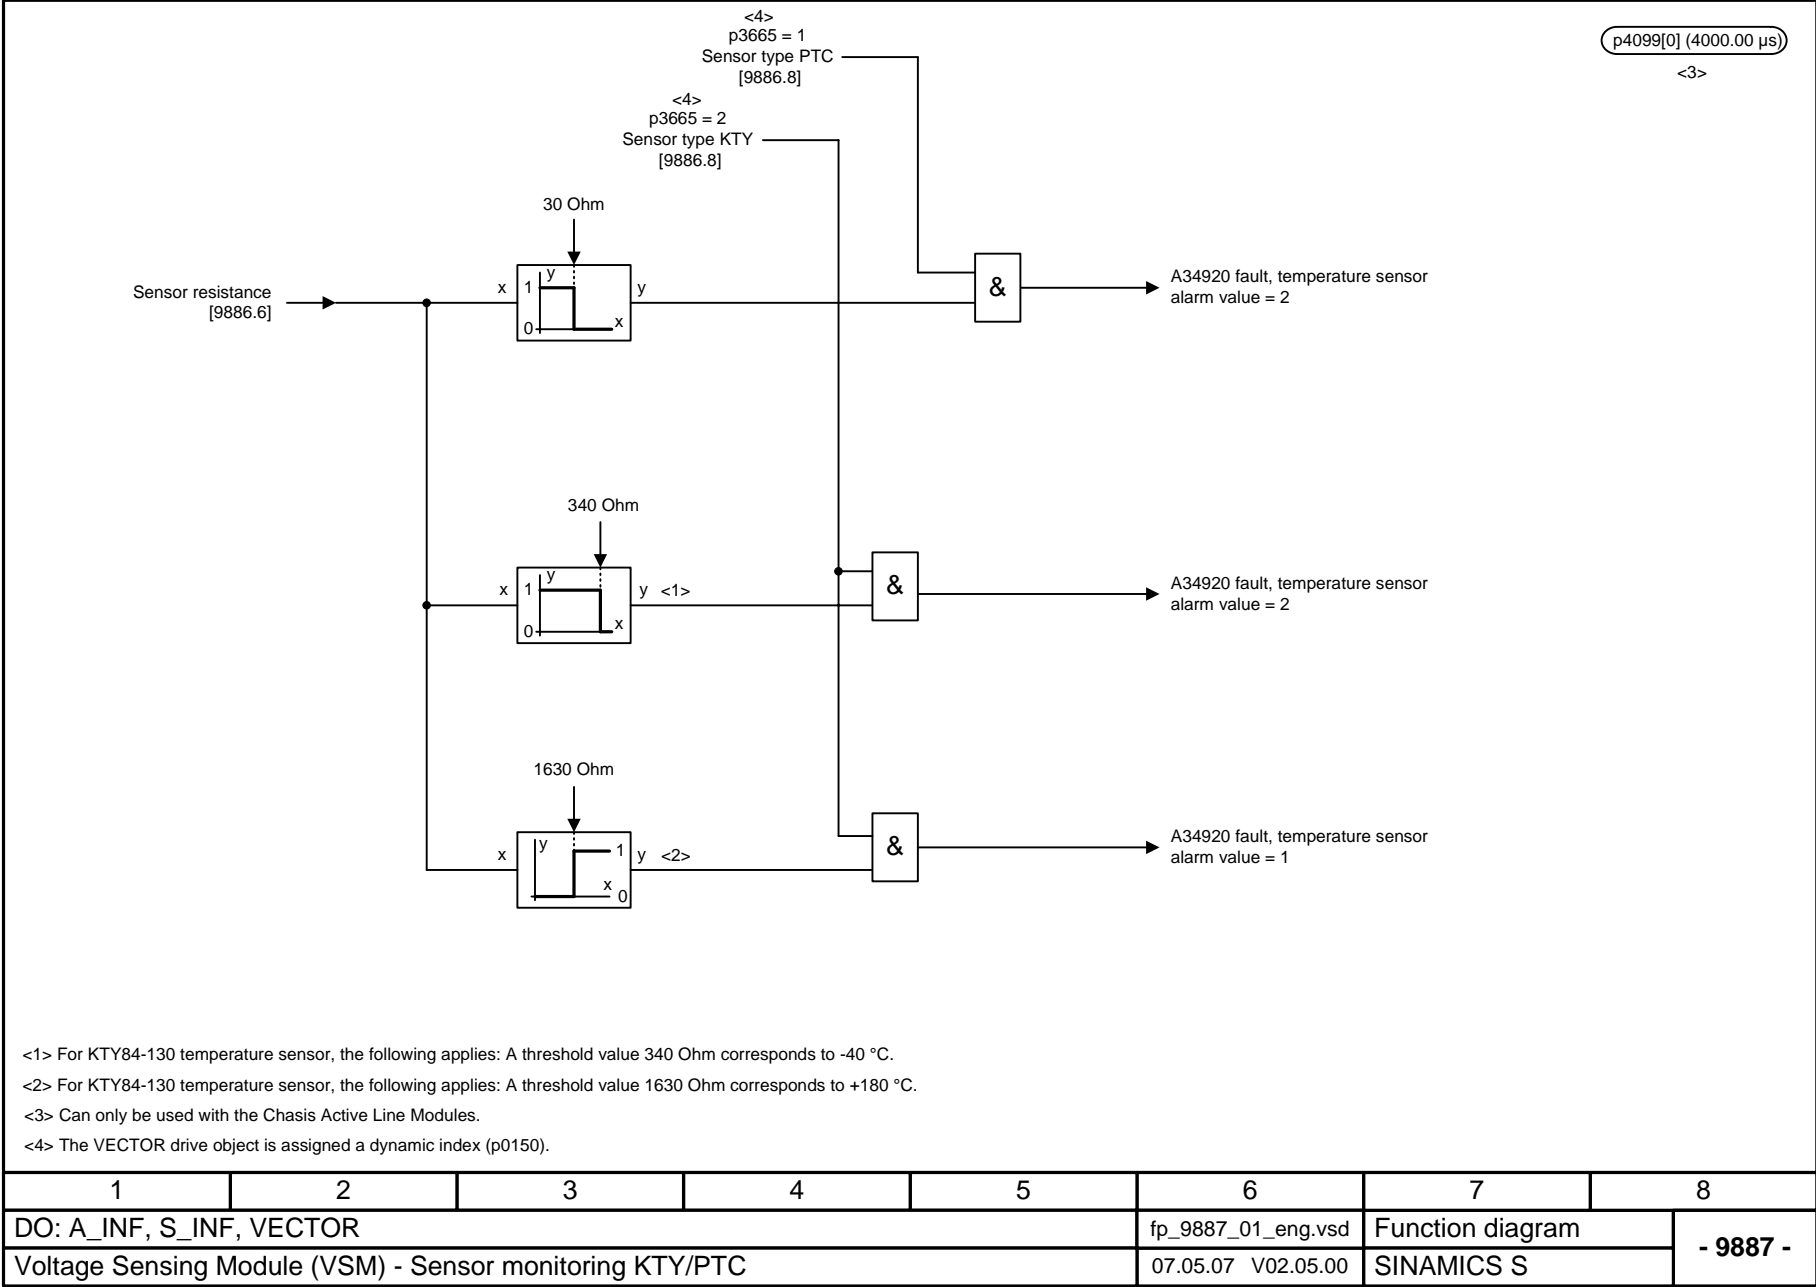 <4>
p3665 = 1
Sensor type PTC
[9886.8]
p4099[0] (4000.00 µs)
<3>
<4>
p3665 = 2
Sensor type KTY
[9886.8]
30 Ohm
Sensor resistance
[9886.6]
x
1
y
0
x
y
&
A34920 fault, temperature sensor
alarm value = 2
340 Ohm
x
1
y
0
x
y <1>
&
A34920 fault, temperature sensor
alarm value = 2
1630 Ohm
x
y
1
x
0
y <2>
&
A34920 fault, temperature sensor
alarm value = 1
<1> For KTY84-130 temperature sensor, the following applies: A threshold value 340 Ohm corresponds to -40 °C.
<2> For KTY84-130 temperature sensor, the following applies: A threshold value 1630 Ohm corresponds to +180 °C.
<3> Can only be used with the Chasis Active Line Modules.
<4> The VECTOR drive object is assigned a dynamic index (p0150).
1 2 3 4 5 6 7 8
DO: A_INF, S_INF, VECTOR
fp_9887_01_eng.vsd
Function diagram
- 9887 -
Voltage Sensing Module (VSM) - Sensor monitoring KTY/PTC
07.05.07 V02.05.00
SINAMICS S